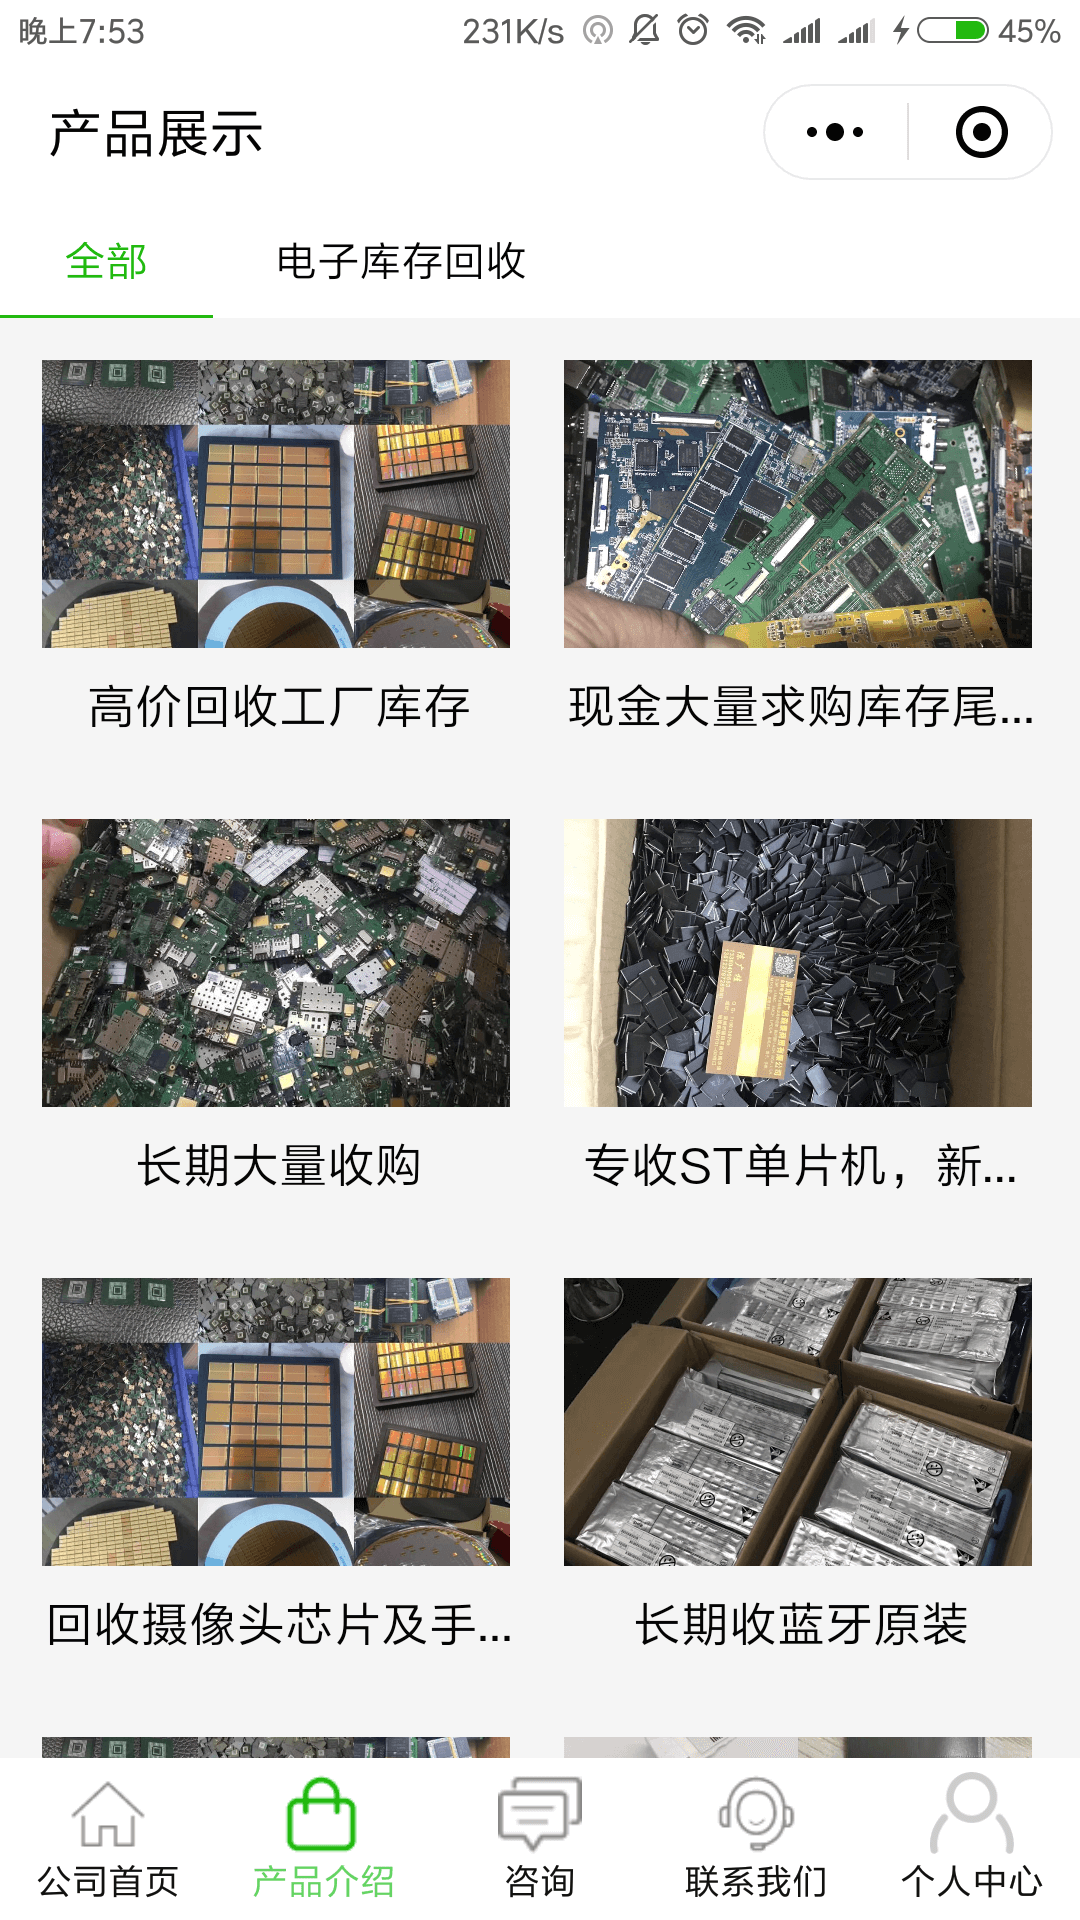 晚上7:53
231K/s
45%
产品展示
全部
电子库存回收
高价回收工厂库存
现金大量求购库存尾...
长期大量收购
专收ST单片机，新...
回收摄像头芯片及手...
长期收蓝牙原装
公司首页
产品介绍
咨询
联系我们
个人中心